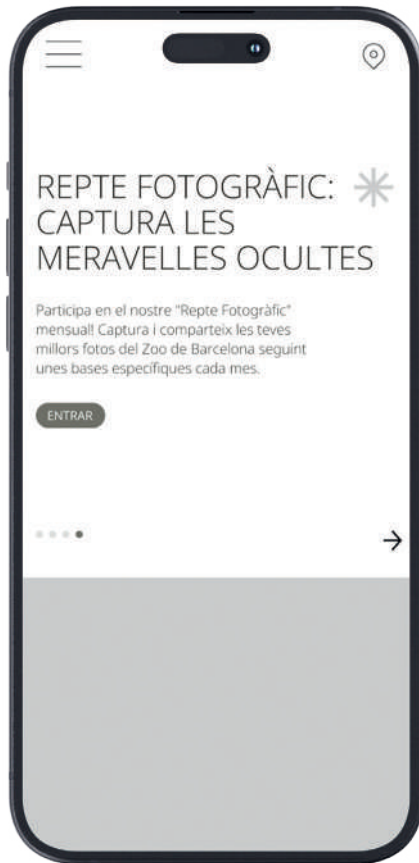 REPTE FOTOGRÀFIC:
CAPTURA LES
MERAVELLES OCULTES
Participa en el nostre "Repte Fotogràfic"
mensual! Captura i comparteix les teves
millors fotos del Zoo de Barcelona seguint
unes bases específiques cada mes.
ENTRAR